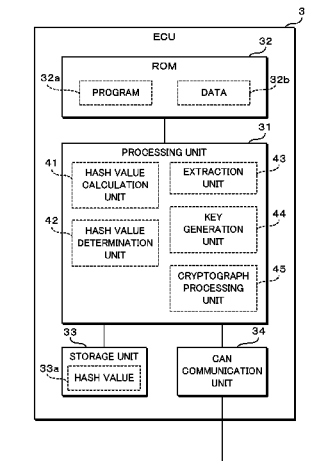 3
ECU
32
ROM
32a
PROGRAM
DATA
32b
31
PROCESSING UNIT
41
HASH VALUE
CALCULATION
UNIT
43
EXTRACTION
UNIT
42
HASH VALUE
DETERMINATION
UNIT
44
KEY
GENERATION
UNIT
45
CRYPTOGRAPH
PROCESSING
UNIT
33
STORAGE UNIT
33a
HASH VALUE
34
CAN
COMMUNICATION
UNIT